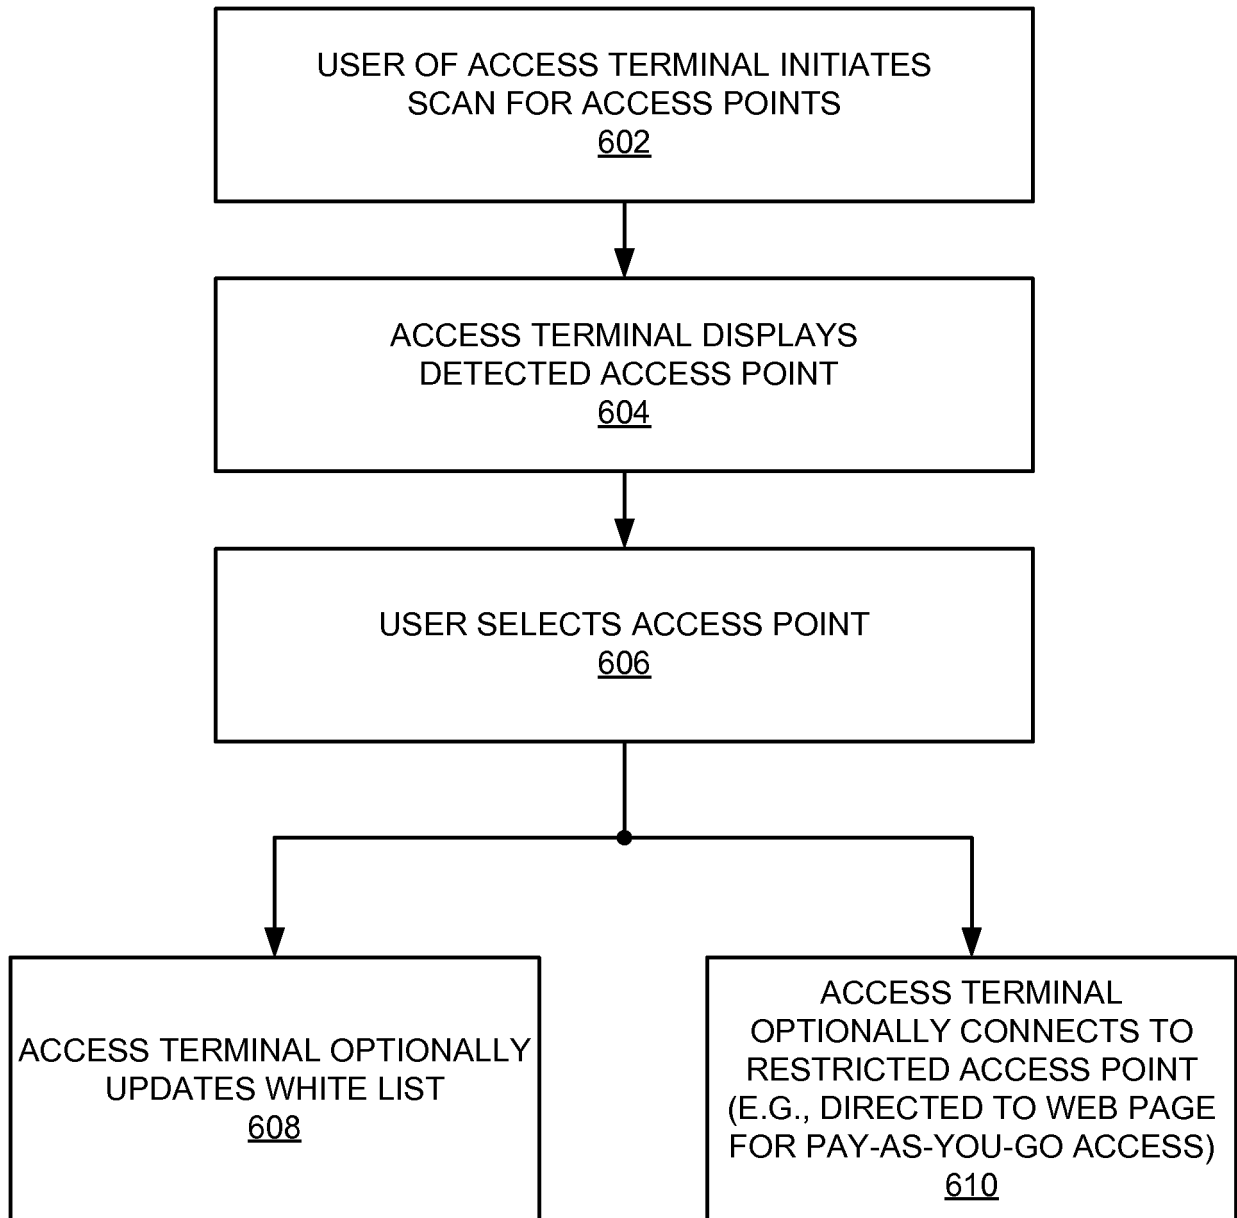 USER OF ACCESS TERMINAL INITIATES
SCAN FOR ACCESS POINTS
602
ACCESS TERMINAL DISPLAYS
DETECTED ACCESS POINT
604
USER SELECTS ACCESS POINT
606
ACCESS TERMINAL OPTIONALLY
UPDATES WHITE LIST
608
ACCESS TERMINAL
OPTIONALLY CONNECTS TO
RESTRICTED ACCESS POINT
(E.G., DIRECTED TO WEB PAGE
FOR PAY-AS-YOU-GO ACCESS)
610